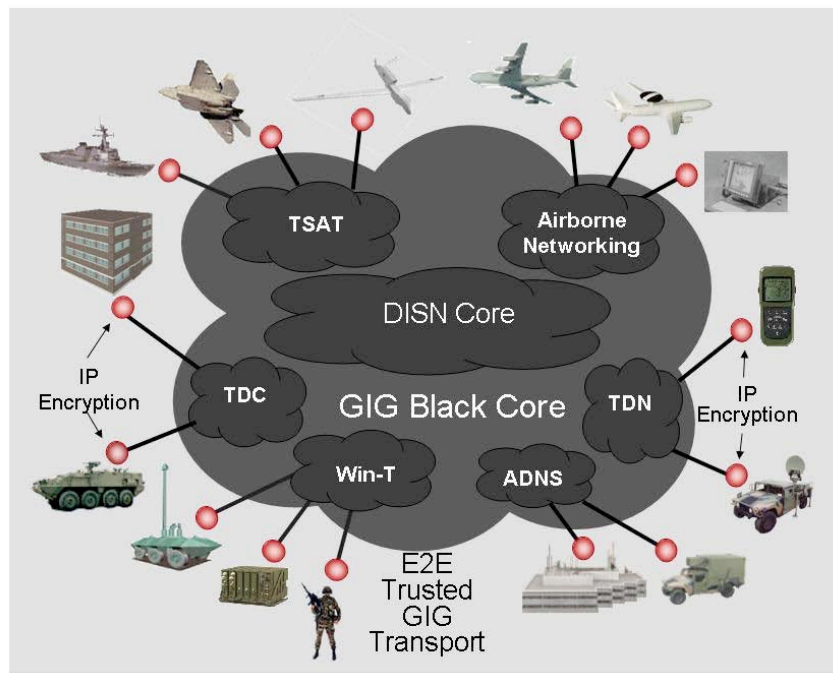 TSAT
Airborne
Networking
DISN Core
IP
Encryption
TDC
GIG Black Core
TDN
IP
Encryption
Win-T
ADNS
E2E
Trusted
GIG
Transport